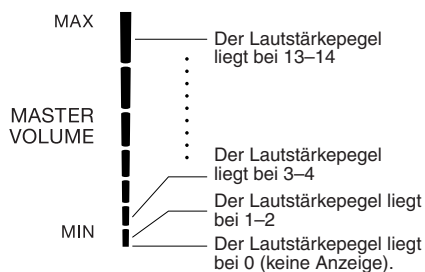 MAX
Der Lautstärkepegel
liegt bei 13–14
MASTER
VOLUME
Der Lautstärkepegel
liegt bei 3–4
Der Lautstärkepegel liegt
bei 1–2
MIN
Der Lautstärkepegel liegt
bei 0 (keine Anzeige).